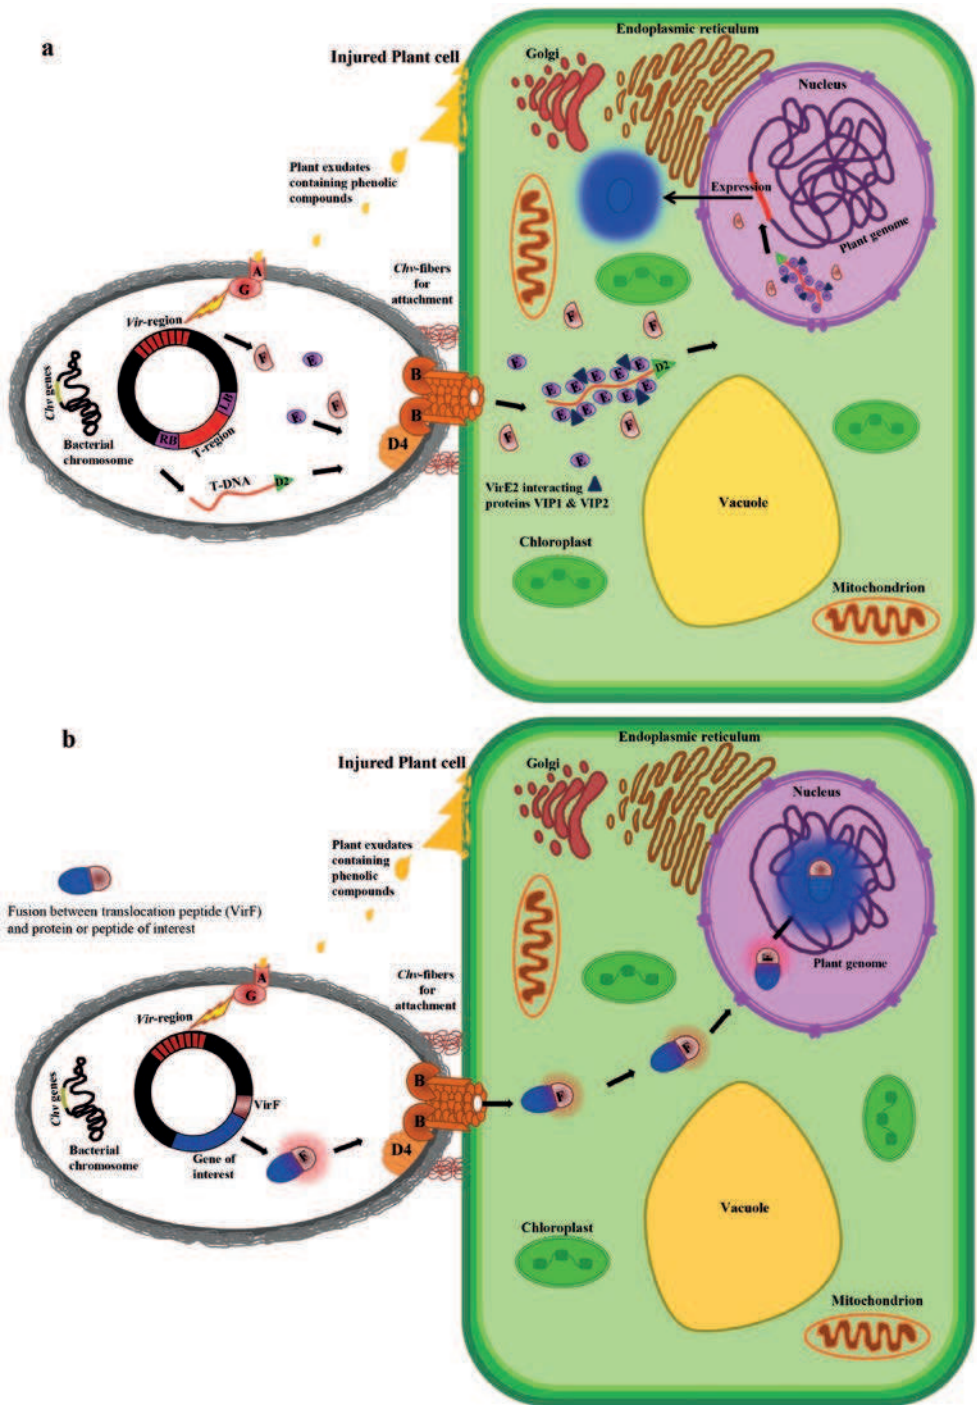 a
Endoplasmic reticulum
Golgi
Injured Plant cell
Nucleus
Plant exudates
containing phenolic
compounds
Expression
Plant genome
A
G
Chv-fibers
for
attachment
Vir-region
F
E
F
F
E
Chv genes
B
E
E
E
E
E
D2
LB
F
E
E
E
E
E
E
B
RB
T-region
F
F
D4
Bacterial
chromosome
T-DNA
D2
E
VirE2 interacting
proteins VIP1 & VIP2
Vacuole
Chloroplast
Mitochondrion
b
Endoplasmic reticulum
Golgi
Injured Plant cell
Nucleus
Plant exudates
containing
phenolic
compounds
Fusion between translocation peptide (VirF)
and protein or peptide of interest
Plant genome
A
G
Chv-fibers
for
attachment
Vir-region
F
Chv genes
B
F
VirF
B
Bacterial
chromosome
Gene of
interest
F
D4
Vacuole
Chloroplast
Mitochondrion